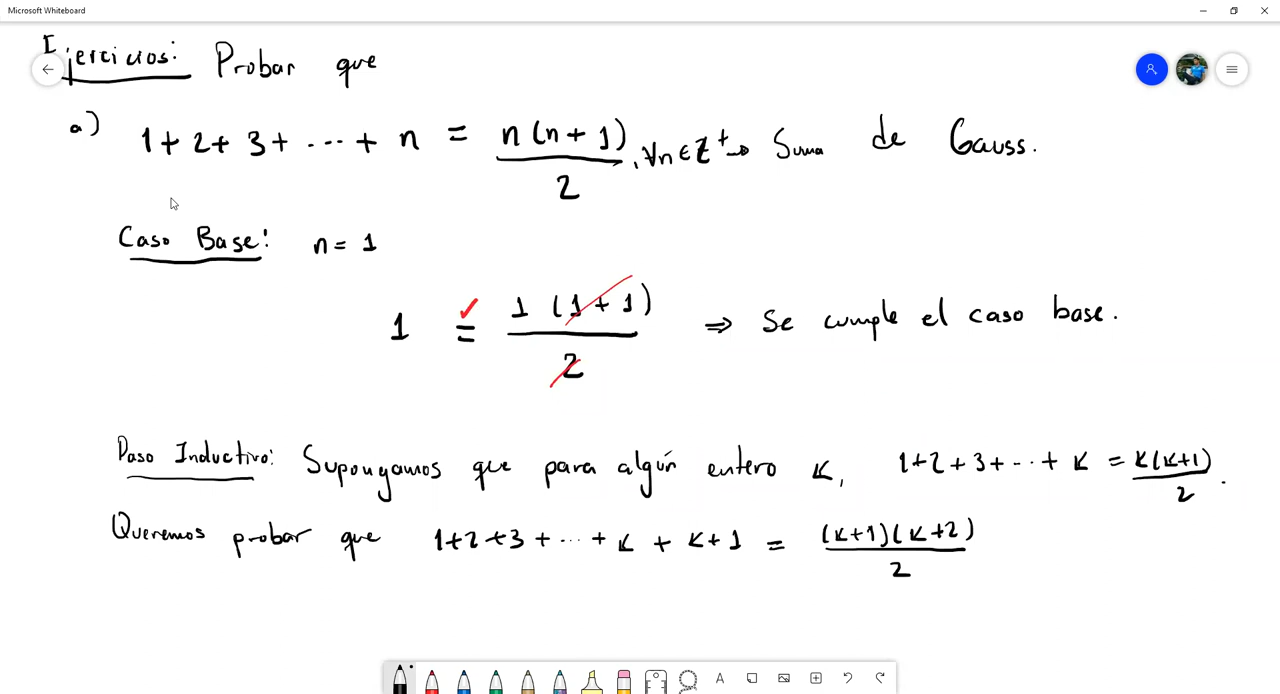 Microsoft Whiteboard
Ejercicios: Probar que
a) 1+2+3+⋯+n = n(n+1)/2, ∀n∈Z⁺ → Suma de Gauss.
Caso Base: n=1
1 = 1(1+1)/2 ⇒ Se cumple el caso base.
Paso Inductivo: Supongamos que para algún entero K, 1+2+3+⋯+K = K(K+1)/2.
Queremos probar que 1+2+3+⋯+K+K+1 = (K+1)(K+2)/2
A